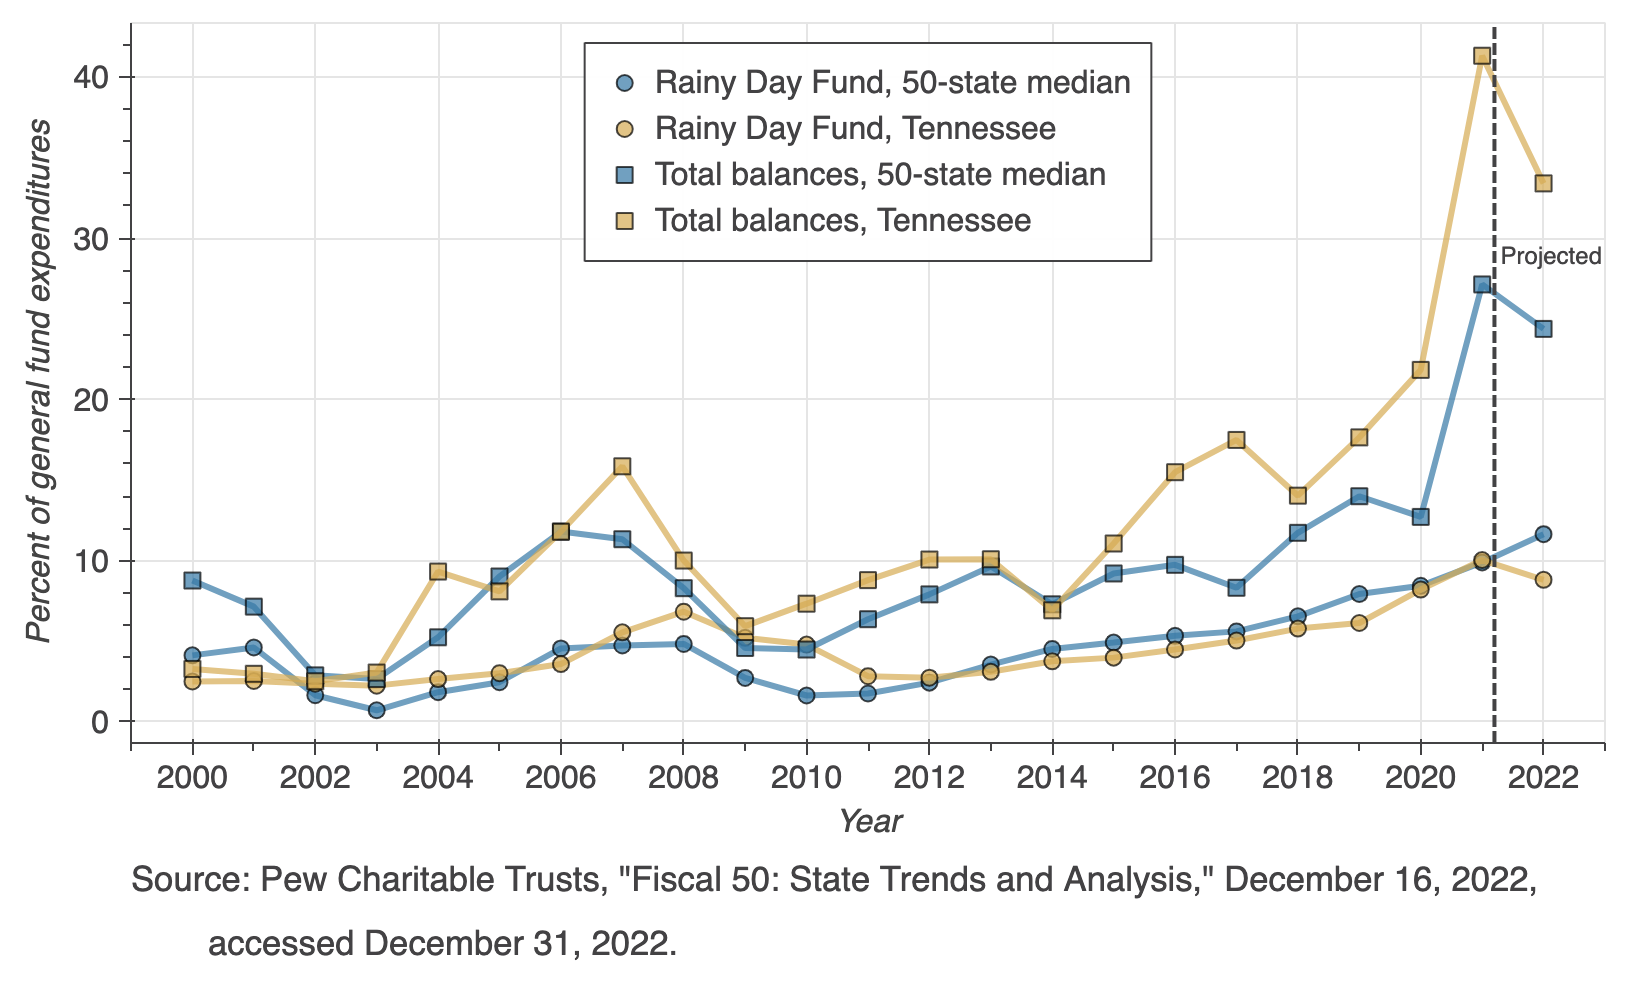 Rainy Day Fund, 50-state median
Rainy Day Fund, Tennessee
Total balances, 50-state median
Total balances, Tennessee
Projected
Percent of general fund expenditures
40
30
20
10
0
2000 2002 2004 2006 2008 2010 2012 2014 2016 2018 2020 2022
Year
Source: Pew Charitable Trusts, "Fiscal 50: State Trends and Analysis," December 16, 2022,
accessed December 31, 2022.